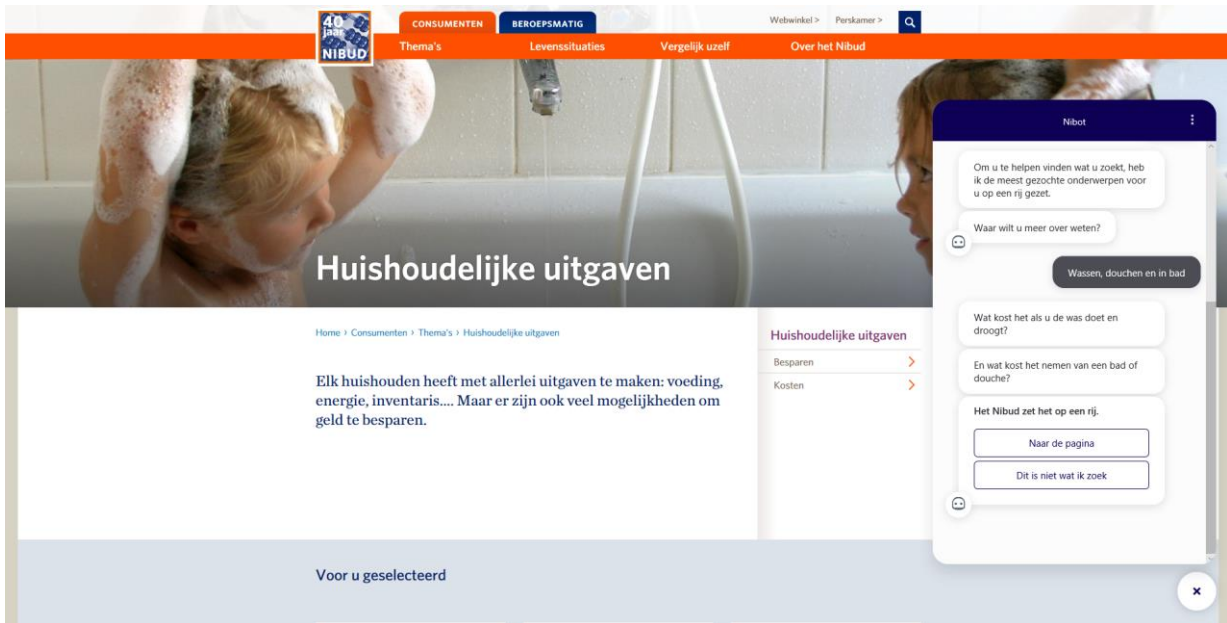 40
jaar
NIBUD
CONSUMENTEN
BEROEPSMATIG
Webwinkel >
Perskamer >
Thema's
Levenssituaties
Vergelijk uzelf
Over het Nibud
Huishoudelijke uitgaven
Home › Consumenten › Thema's › Huishoudelijke uitgaven
Elk huishouden heeft met allerlei uitgaven te maken: voeding,
energie, inventaris.... Maar er zijn ook veel mogelijkheden om
geld te besparen.
Huishoudelijke uitgaven
Besparen
Kosten
Voor u geselecteerd
Nibot
Om u te helpen vinden wat u zoekt, heb
ik de meest gezochte onderwerpen voor
u op een rij gezet.
Waar wilt u meer over weten?
Wassen, douchen en in bad
Wat kost het als u de was doet en
droogt?
En wat kost het nemen van een bad of
douche?
Het Nibud zet het op een rij.
Naar de pagina
Dit is niet wat ik zoek